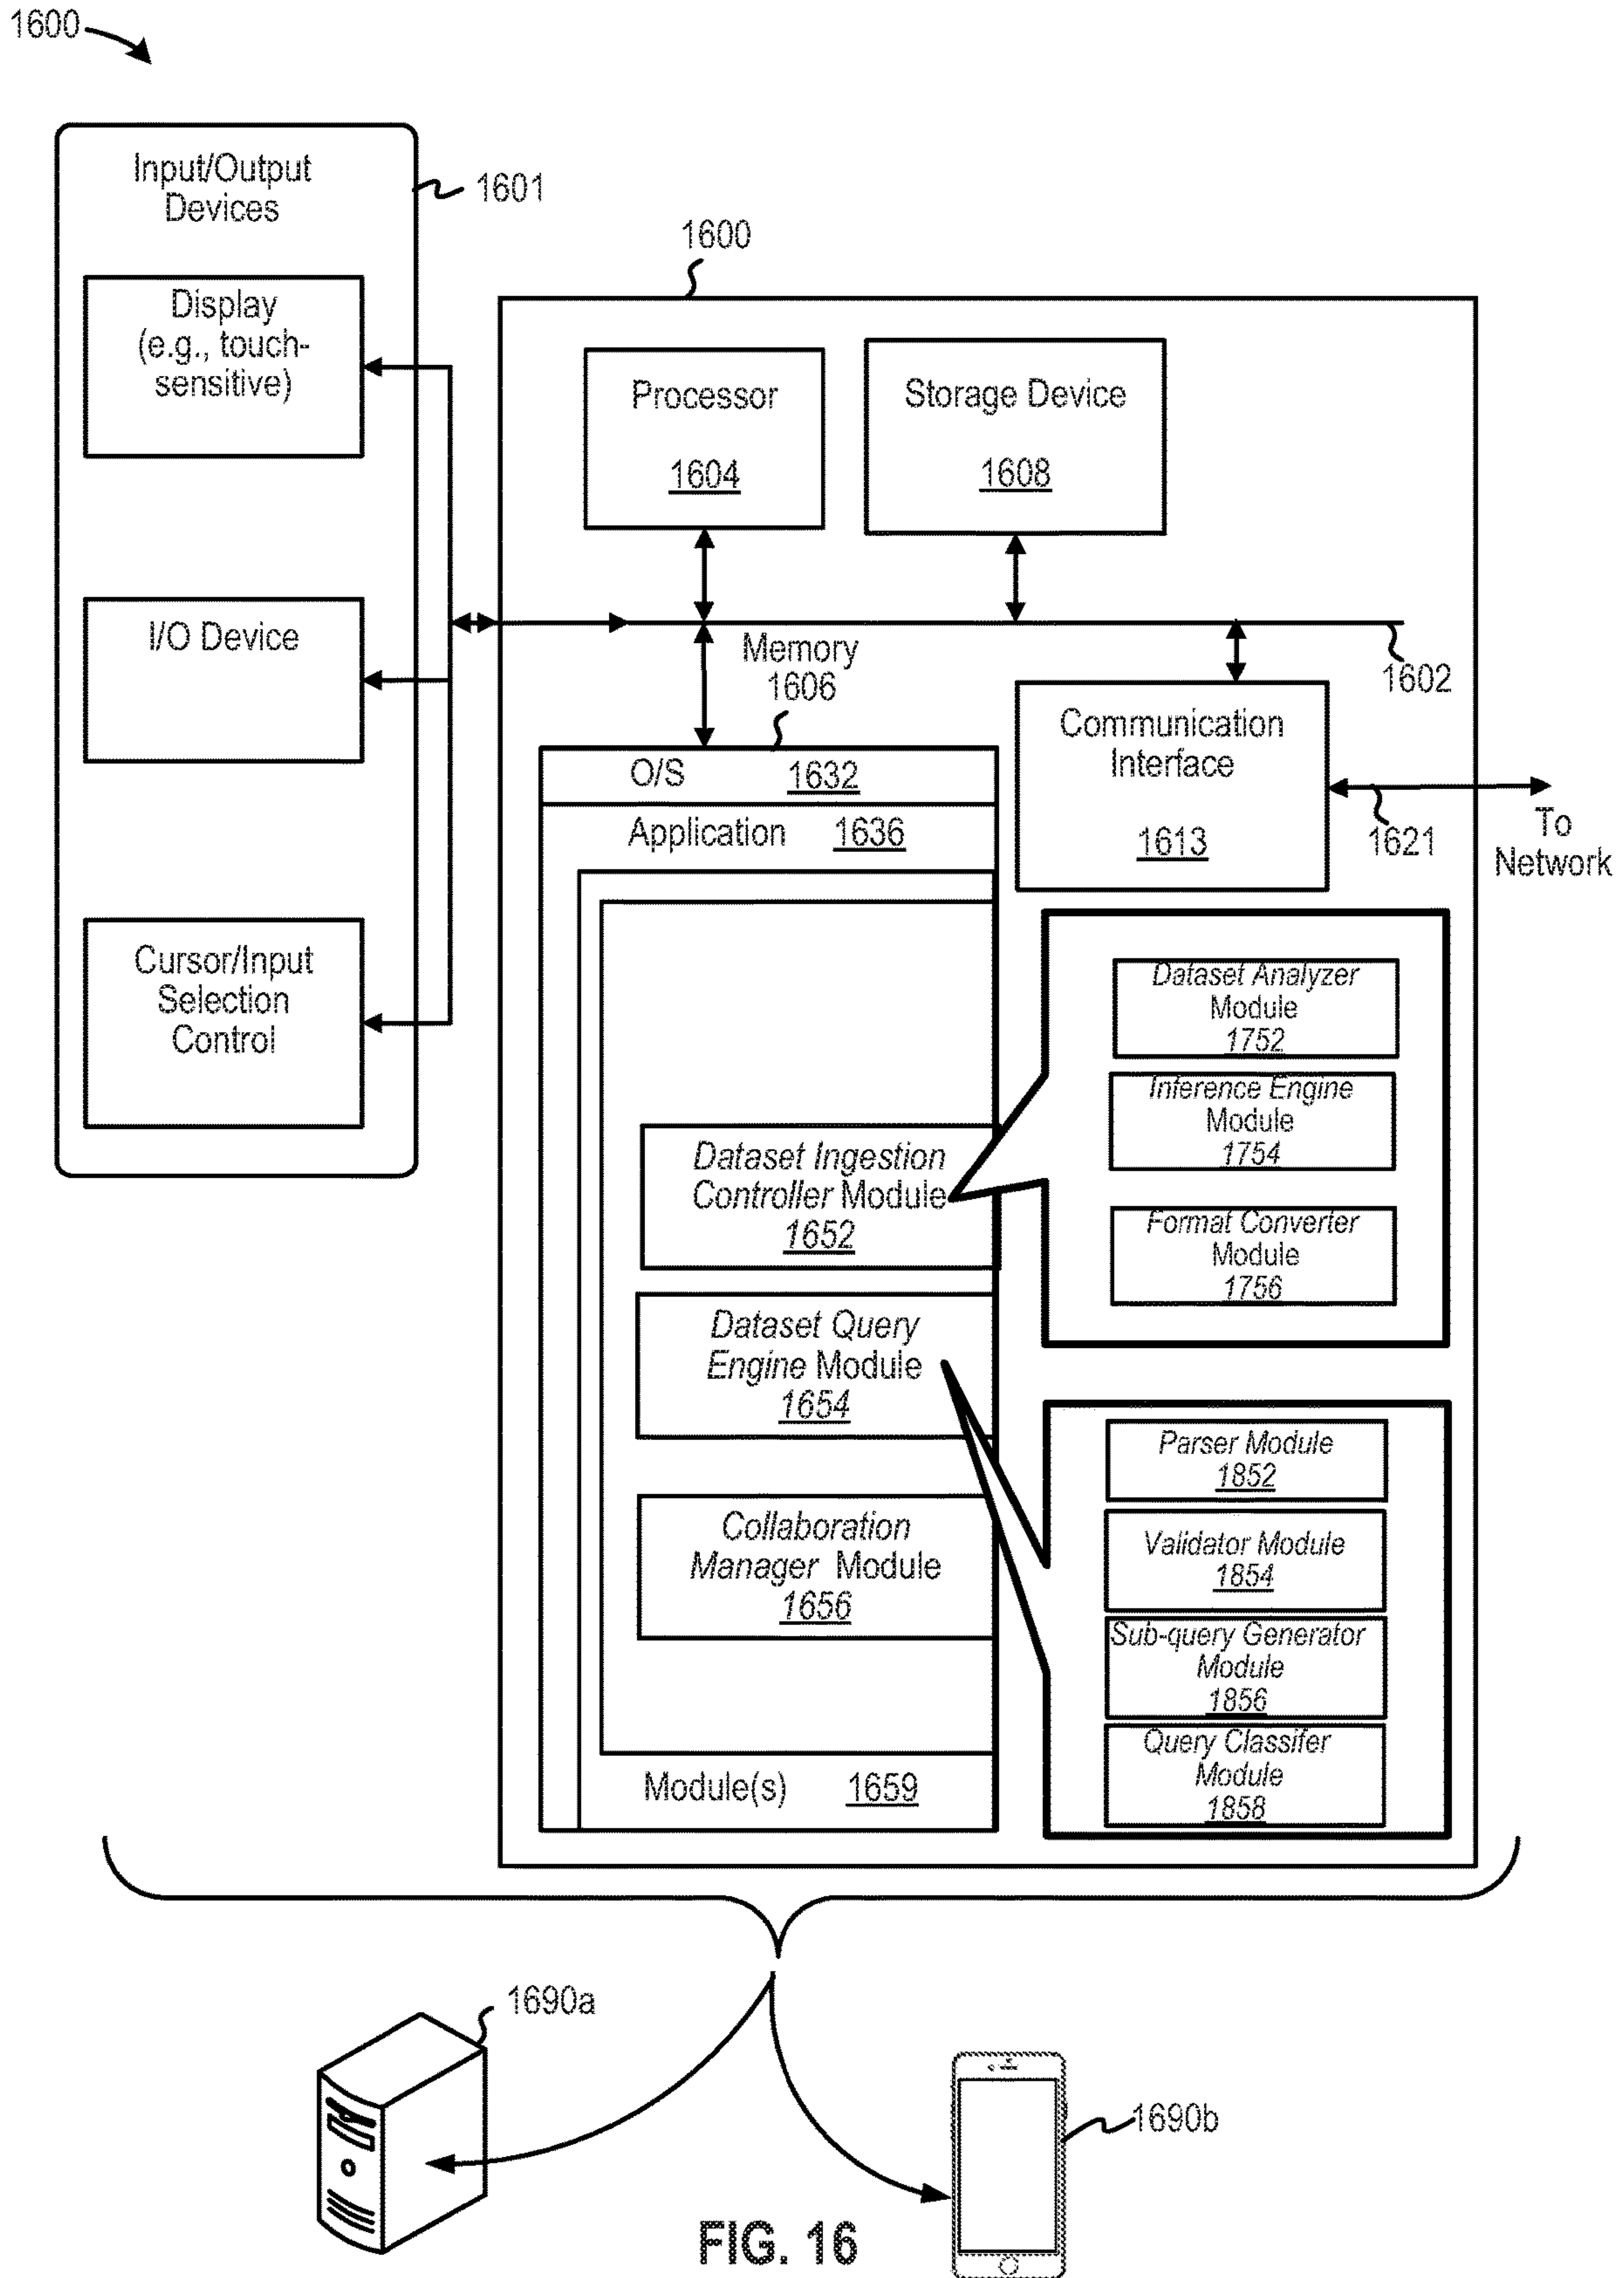 1600
Input/Output
Devices
1601
Display
(e.g., touch-
sensitive)
I/O Device
Cursor/Input
Selection
Control
1600
Processor
1604
Storage Device
1608
Memory
1606
1602
Communication
Interface
1613
1621
To
Network
O/S 1632
Application 1636
Dataset Ingestion
Controller Module
1652
Dataset Query
Engine Module
1654
Collaboration
Manager Module
1656
Module(s) 1659
Dataset Analyzer
Module
1752
Inference Engine
Module
1754
Format Converter
Module
1756
Parser Module
1852
Validator Module
1854
Sub-query Generator
Module
1856
Query Classifer
Module
1858
1690a
1690b
FIG. 16